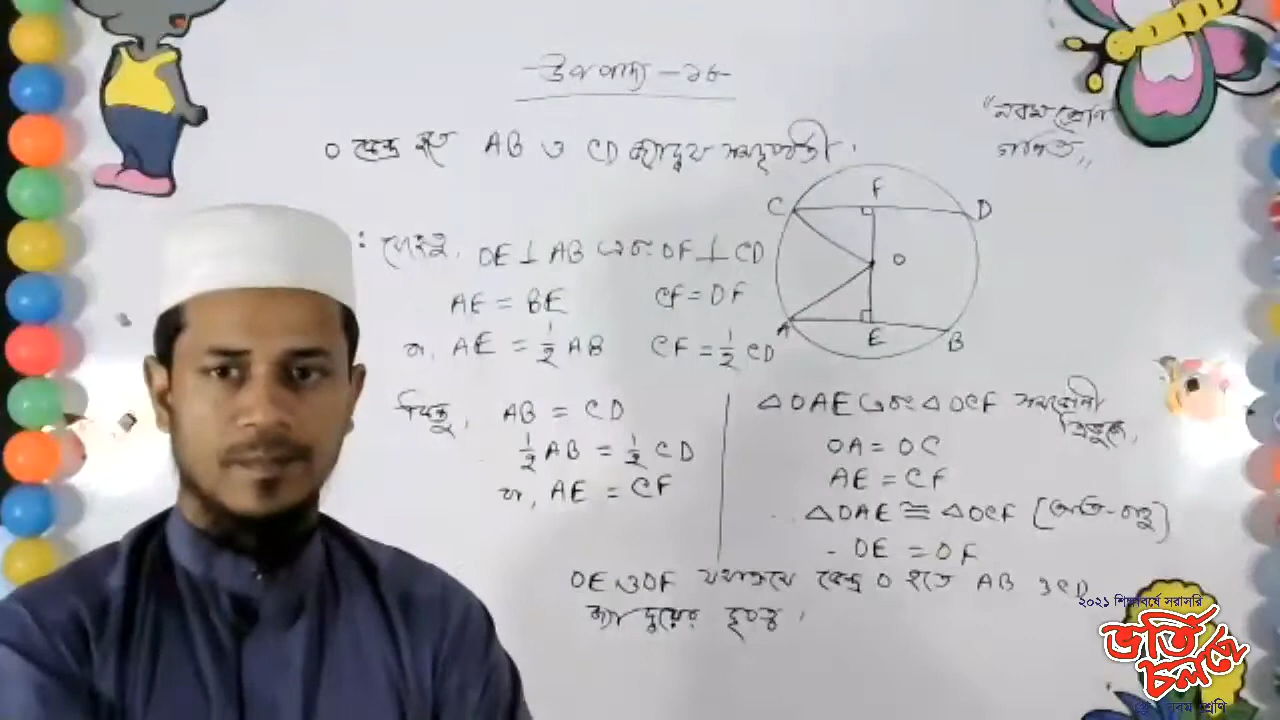 উপপাদ্য - ১৮
"নবম শ্রেণি
গণিত"
O কেন্দ্র হতে AB ও CD জ্যাদ্বয় সমদূরবর্তী।
: যেহেতু, OE ⊥ AB এবং OF ⊥ CD
AE = BE CF = DF
বা, AE = 1/2 AB CF = 1/2 CD
কিন্তু, AB = CD
1/2 AB = 1/2 CD
বা, AE = CF
△OAE এবং △OCF সমকোণী
ত্রিভুজে,
OA = OC
AE = CF
∴ △OAE ≅ △OCF [অতি-বাহু]
∴ OE = OF
OE ও OF যথাক্রমে কেন্দ্র O হতে AB ও CD
জ্যা দ্বয়ের দূরত্ব।
C
F
D
O
A
E
B
২০২১ শিক্ষাবর্ষে সরাসরি
ভর্তি
চলছে
নবম শ্রেণি